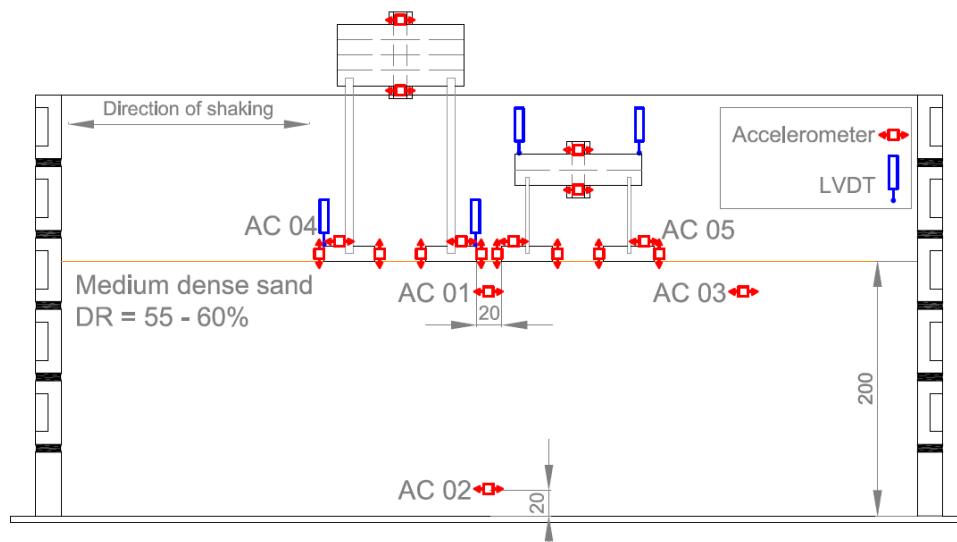 Direction of shaking
Accelerometer
LVDT
AC 04
AC 05
Medium dense sand
DR = 55 - 60%
AC 01
AC 03
20
200
AC 02
20